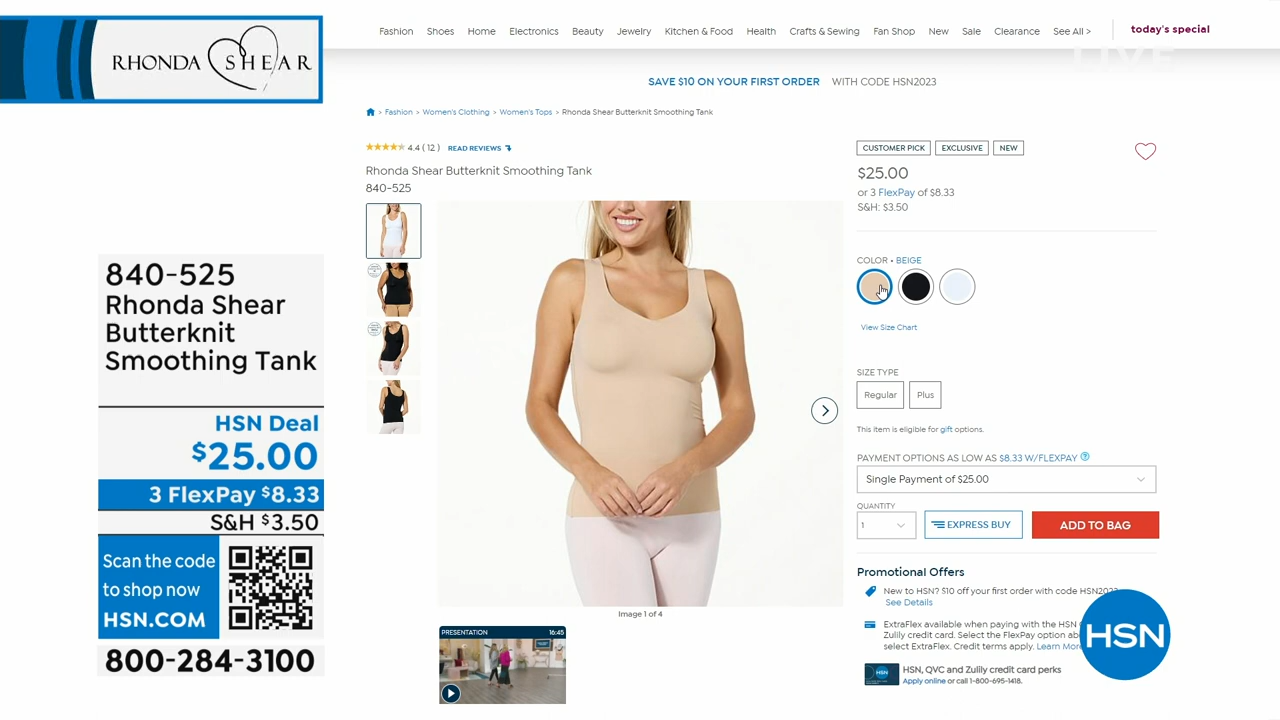 RHONDA SHEAR
Fashion Shoes Home Electronics Beauty Jewelry Kitchen & Food Health Crafts & Sewing Fan Shop New Sale Clearance See All >
today's special
LIVE
SAVE $10 ON YOUR FIRST ORDER WITH CODE HSN2023
> Fashion > Women's Clothing > Women's Tops > Rhonda Shear Butterknit Smoothing Tank
4.4 ( 12 ) READ REVIEWS
Rhonda Shear Butterknit Smoothing Tank
840-525
CUSTOMER PICK EXCLUSIVE NEW
$25.00
or 3 FlexPay of $8.33
S&H: $3.50
COLOR • BEIGE
View Size Chart
SIZE TYPE
Regular Plus
This item is eligible for gift options.
PAYMENT OPTIONS AS LOW AS $8.33 W/FLEXPAY
Single Payment of $25.00
QUANTITY
1
EXPRESS BUY
ADD TO BAG
Promotional Offers
New to HSN? $10 off your first order with code HSN2023
See Details
ExtraFlex available when paying with the HSN
Zulily credit card. Select the FlexPay option
select ExtraFlex. Credit terms apply. Learn More
HSN
HSN, QVC and Zulily credit card perks
Apply online or call 1-800-695-1418.
HSN
Image 1 of 4
PRESENTATION 16:45
840-525
Rhonda Shear
Butterknit
Smoothing Tank
HSN Deal
$25.00
3 FlexPay $8.33
S&H $3.50
Scan the code
to shop now
HSN.COM
800-284-3100